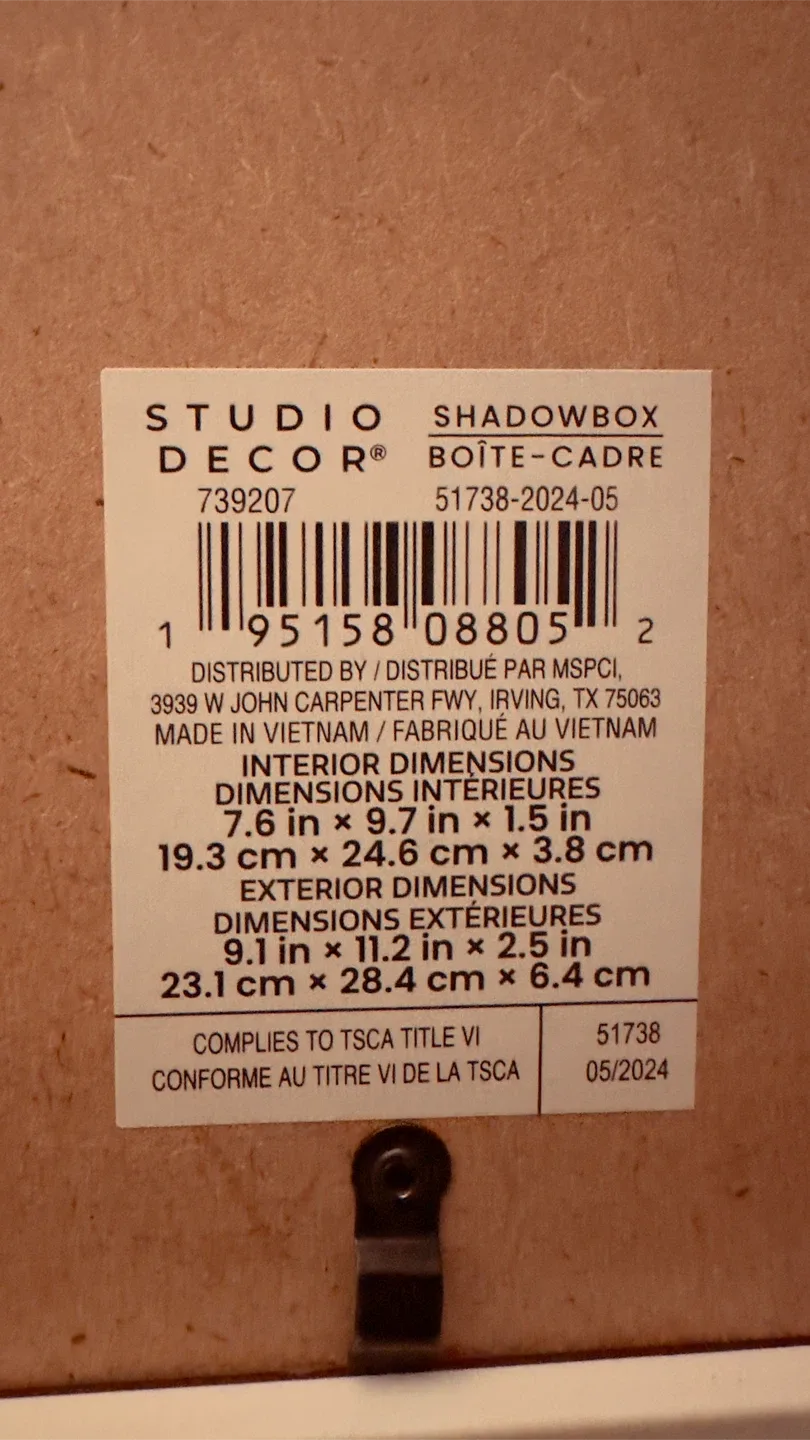 STUDIO DECOR®
SHADOWBOX
BOÎTE-CADRE
739207
51738-2024-05
1 95158 08805 2
DISTRIBUTED BY / DISTRIBUÉ PAR MSPCI,
3939 W JOHN CARPENTER FWY, IRVING, TX 75063
MADE IN VIETNAM / FABRIQUÉ AU VIETNAM
INTERIOR DIMENSIONS
DIMENSIONS INTÉRIEURES
7.6 in × 9.7 in × 1.5 in
19.3 cm × 24.6 cm × 3.8 cm
EXTERIOR DIMENSIONS
DIMENSIONS EXTÉRIEURES
9.1 in × 11.2 in × 2.5 in
23.1 cm × 28.4 cm × 6.4 cm
COMPLIES TO TSCA TITLE VI
CONFORME AU TITRE VI DE LA TSCA
51738
05/2024